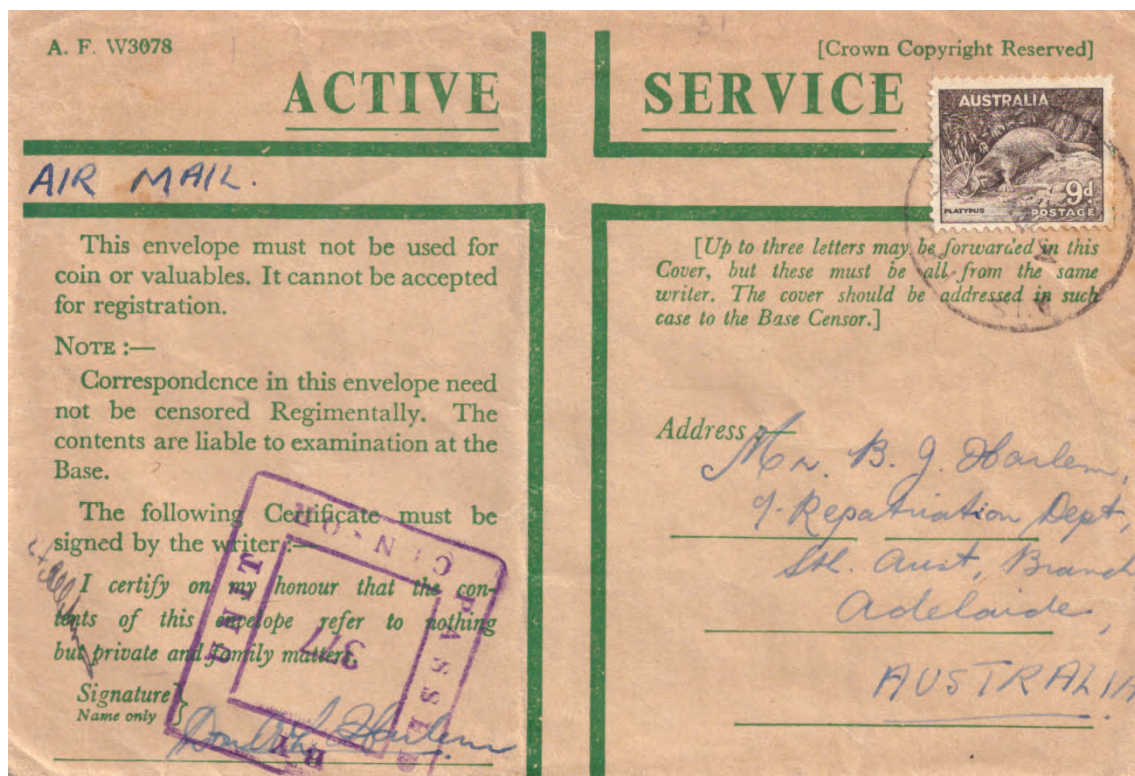 A. F. W3078
[Crown Copyright Reserved]
ACTIVE SERVICE
AUSTRALIA
9d.
PLATYPUS POSTAGE
AIR MAIL.
This envelope must not be used for
coin or valuables. It cannot be accepted
for registration.
NOTE :—
Correspondence in this envelope need
not be censored Regimentally. The
contents are liable to examination at the
Base.
The following Certificate must be
signed by the writer :—
I certify on my honour that the con-
tents of this envelope refer to nothing
but private and family matters.
Signature
Name only
Harlem
PASSED
BY
UNIT
377
[Up to three letters may be forwarded in this
Cover, but these must be all from the same
writer. The cover should be addressed in such
case to the Base Censor.]
Address :—
Mr. B. J. Harlem,
c/- Repatriation Dept,
Sth. Aust, Branch
Adelaide,
AUSTRALIA